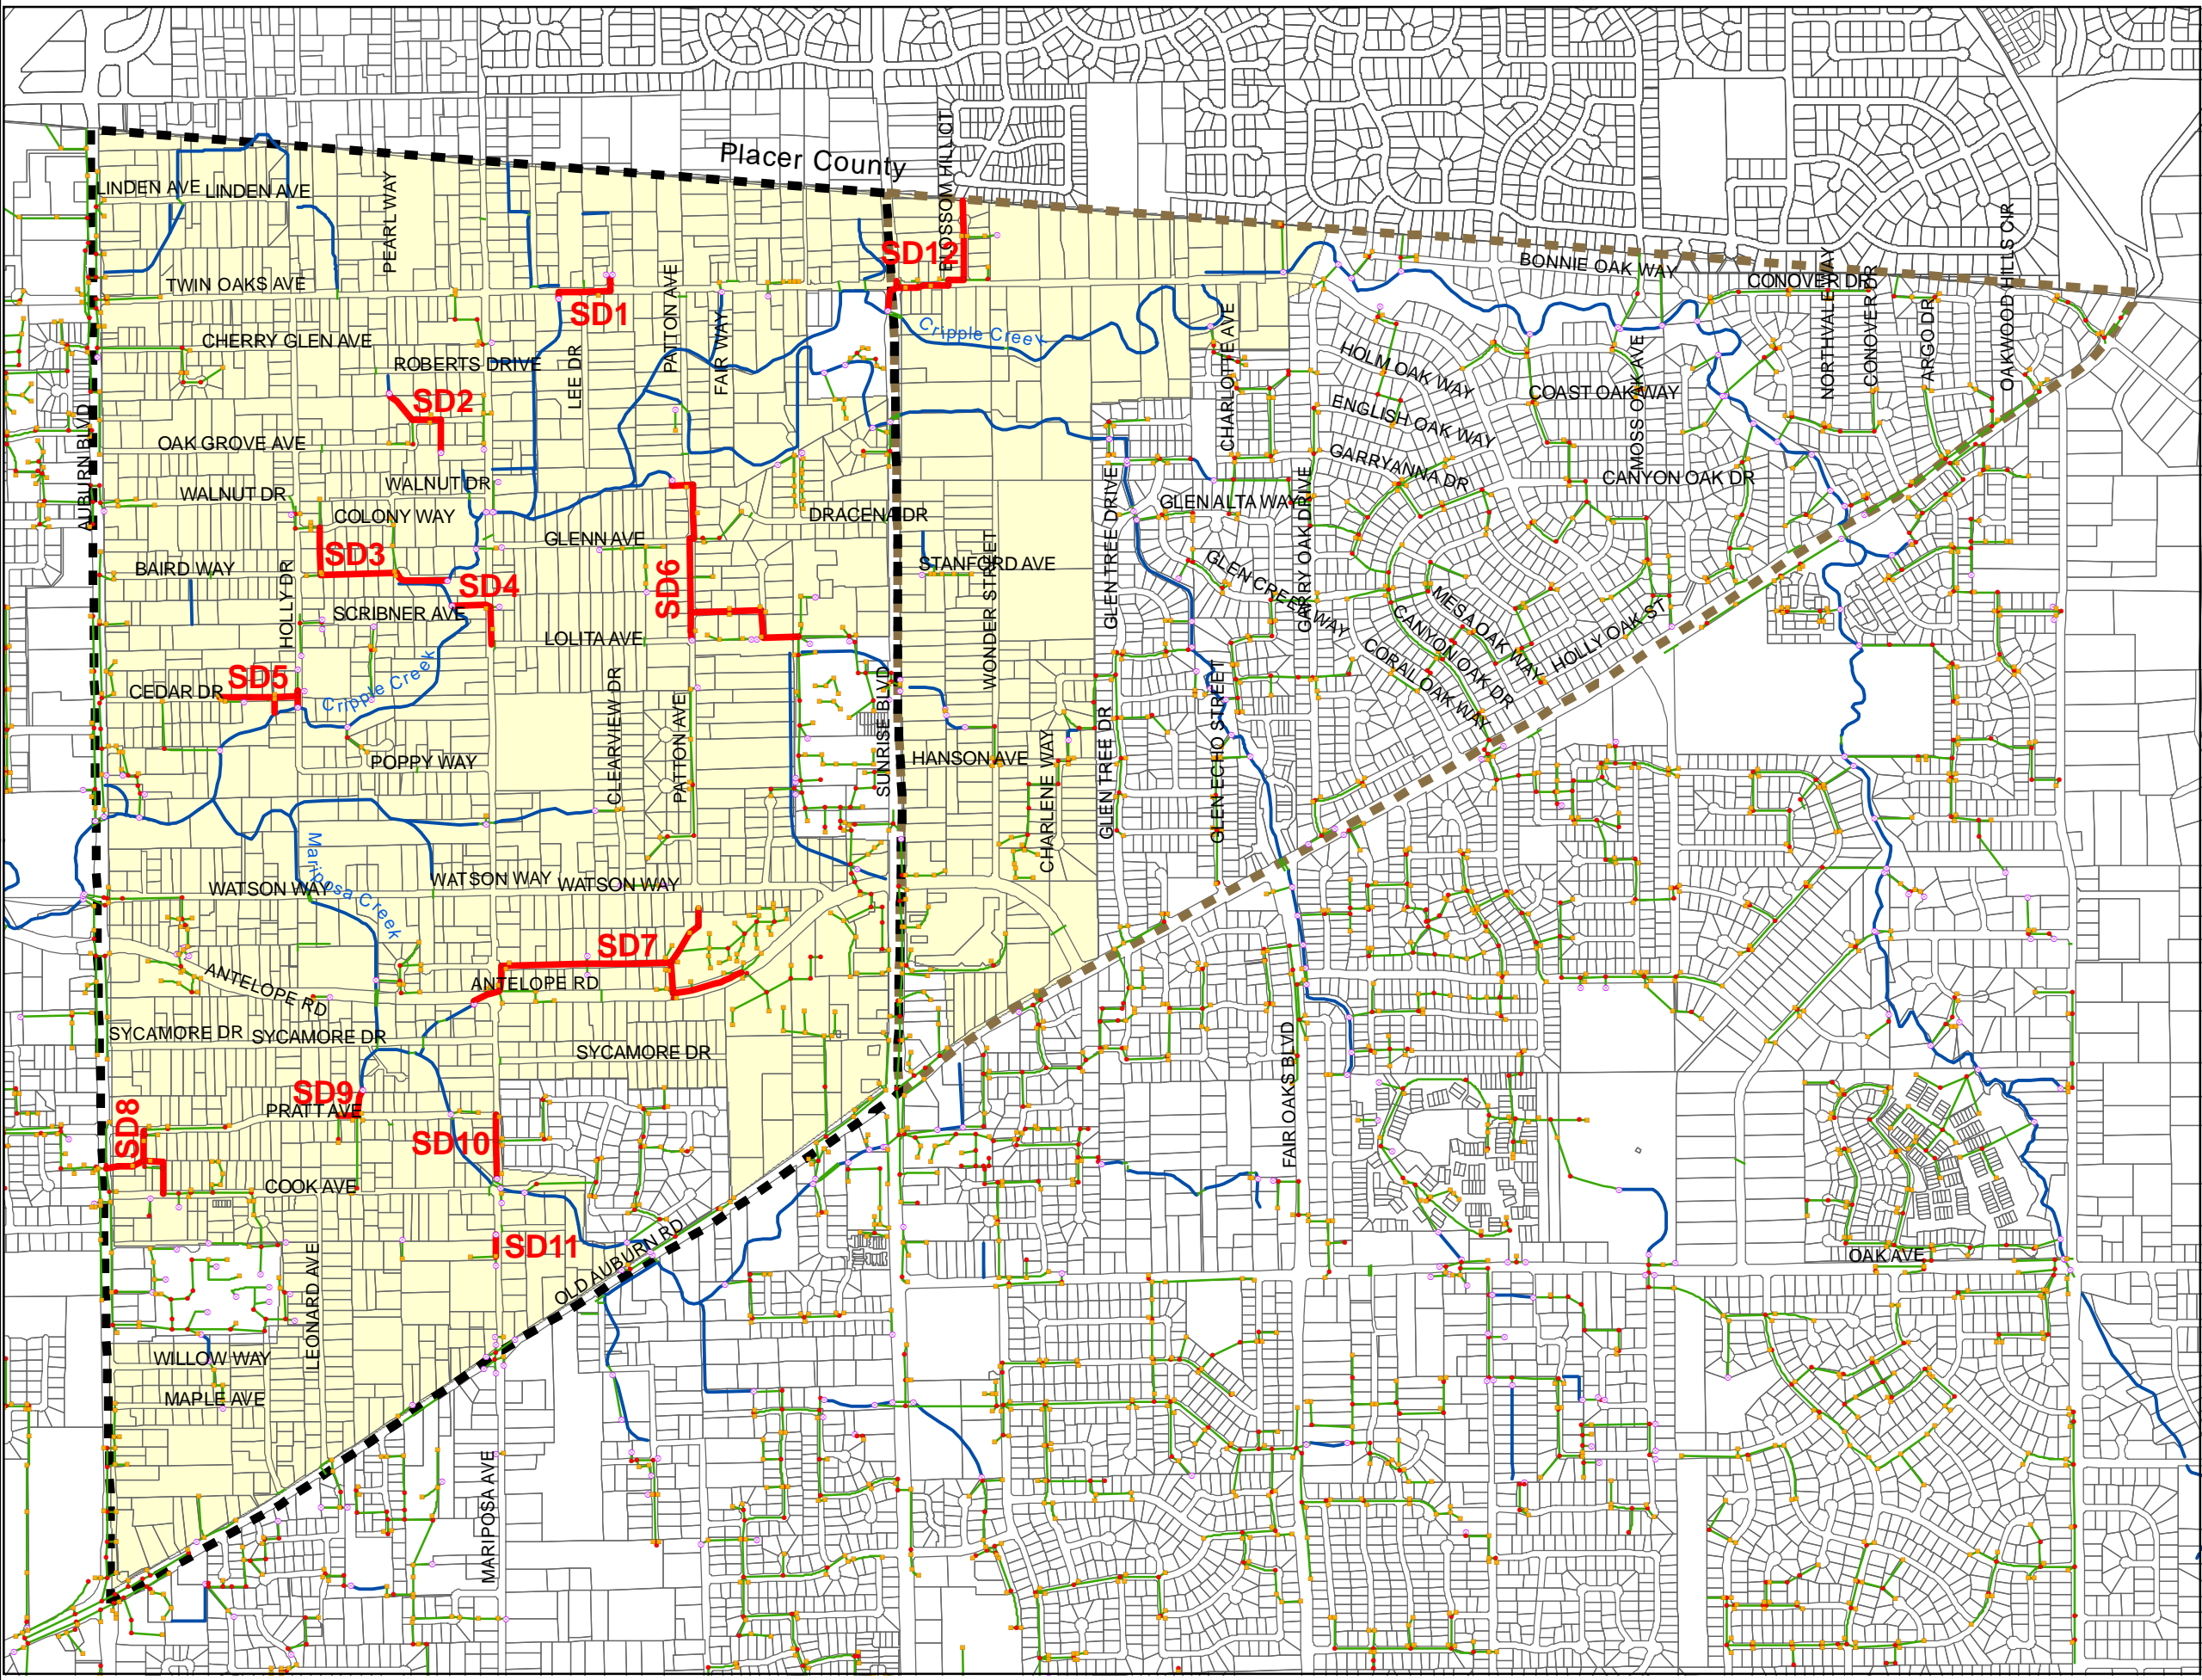 Placer County
BLOSSOM HILL CT
LINDEN AVE
LINDEN AVE
PEARL WAY
OAKWOOD HILLS CIR
SD12
BONNIE OAK WAY
NORTHVALE WAY
CONOVER DR
TWIN OAKS AVE
PATTON AVE
SD1
CONOVER DR
ARGO DR
FAIR WAY
CHARLOTTE AVE
Cripple Creek
CHERRY GLEN AVE
ROBERTS DRIVE
LEE DR
HOLM OAK WAY
MOSS OAK AVE
COAST OAK WAY
SD2
ENGLISH OAK WAY
AUBURN BLVD
OAK GROVE AVE
GARRYANNA DR
CANYON OAK DR
WALNUT DR
WALNUT DR
GLEN TREE DRIVE
GARRY OAK DRIVE
GLEN ALTA WAY
COLONY WAY
DRACENA DR
GLENN AVE
SD3
BAIRD WAY
STANFORD AVE
WONDER STREET
GLEN CREEK WAY
SD4
SD6
HOLLY DR
SCRIBNER AVE
LOLITA AVE
MESA OAK WAY
HOLLY OAK ST
CANYON OAK DR
CORAL OAK WAY
SD5
CEDAR DR
Cripple Creek
CLEARVIEW DR
PATTON AVE
SUNRISE BLVD
GLEN TREE DR
GLEN ECHO STREET
POPPY WAY
HANSON AVE
CHARLENE WAY
Mariposa Creek
WATSON WAY
WATSON WAY
WATSON WAY
SD7
ANTELOPE RD
ANTELOPE RD
SYCAMORE DR
SYCAMORE DR
SYCAMORE DR
FAIR OAKS BLVD
SD9
PRATT AVE
SD8
SD10
COOK AVE
SD11
OLD AUBURN RD
OAK AVE
LEONARD AVE
WILLOW WAY
MAPLE AVE
MARIPOSA AVE